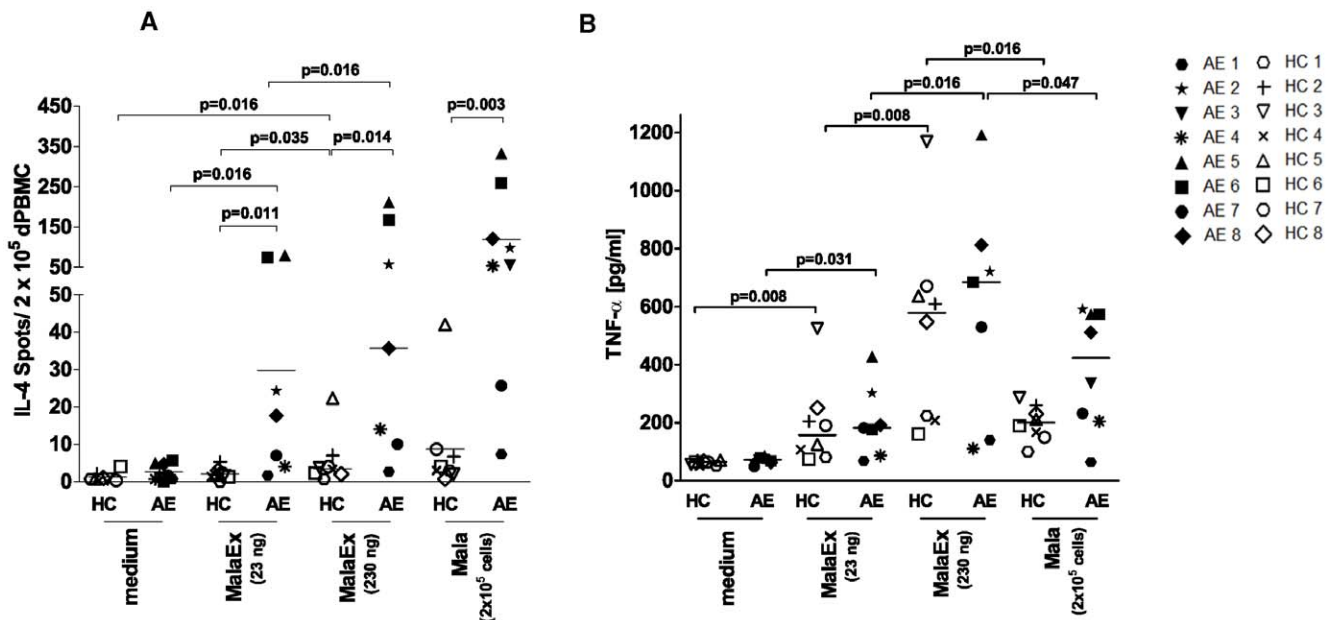 A
IL-4 Spots/ 2 x 10⁵ dPBMC
450
350
250
150
50
50
40
30
20
10
0
p=0.016
p=0.016
p=0.003
p=0.035
p=0.014
p=0.016
p=0.011
HC AE HC AE HC AE HC AE
medium
MalaEx
(23 ng)
MalaEx
(230 ng)
Mala
(2x10⁵ cells)
B
TNF-α [pg/ml]
1200
1000
800
600
400
200
0
p=0.016
p=0.016
p=0.047
p=0.008
p=0.031
p=0.008
HC AE HC AE HC AE HC AE
medium
MalaEx
(23 ng)
MalaEx
(230 ng)
Mala
(2x10⁵ cells)
AE 1 HC 1
AE 2 HC 2
AE 3 HC 3
AE 4 HC 4
AE 5 HC 5
AE 6 HC 6
AE 7 HC 7
AE 8 HC 8